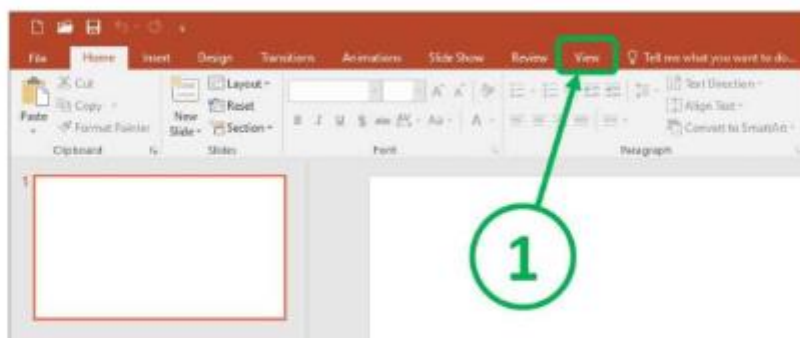 File Home Insert Design Transitions Animations Slide Show Review View Tell me what you want to do...
Cut Layout Text Direction
Paste Copy New Slide Reset Align Text
Format Painter Section Convert to SmartArt
Clipboard Slides Font Paragraph
1
1